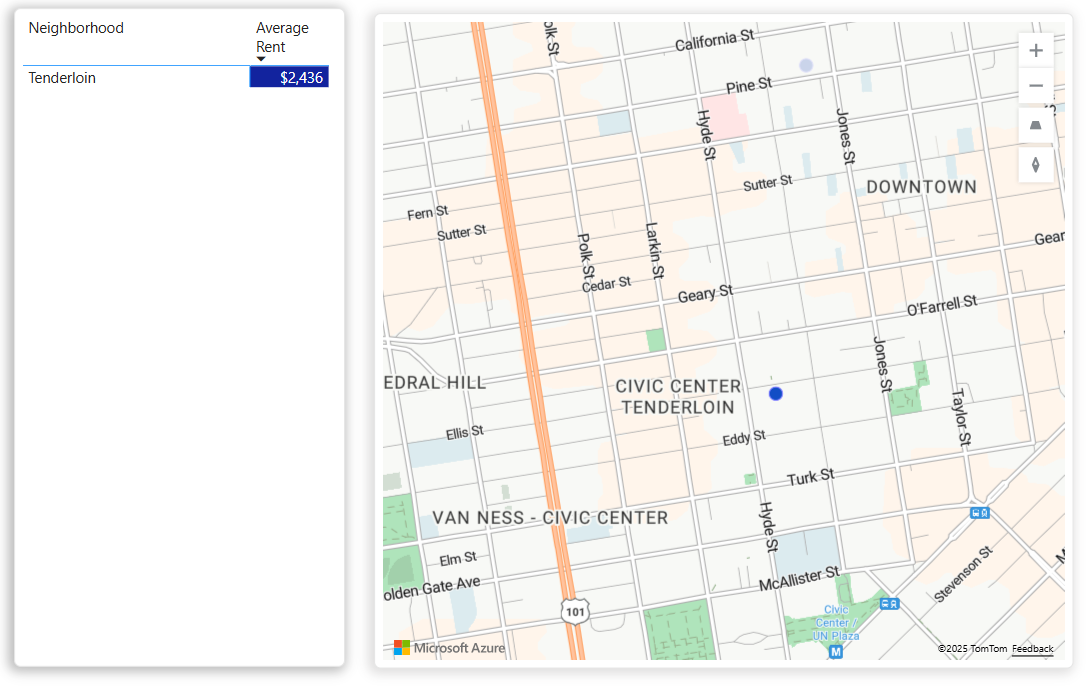 Neighborhood
Average
Rent
Tenderloin
$2,436
California St
Pine St
Hyde St
Jones St
Sutter St
DOWNTOWN
Fern St
Sutter St
Larkin St
Polk St
Cedar St
Geary St
Gear
O'Farrell St
Jones St
EDRAL HILL
CIVIC CENTER
TENDERLOIN
Taylor St
Ellis St
Eddy St
Turk St
VAN NESS - CIVIC CENTER
Hyde St
Elm St
McAllister St
Stevenson St
olden Gate Ave
101
Civic
Center /
UN Plaza
M
Microsoft Azure
©2025 TomTom Feedback